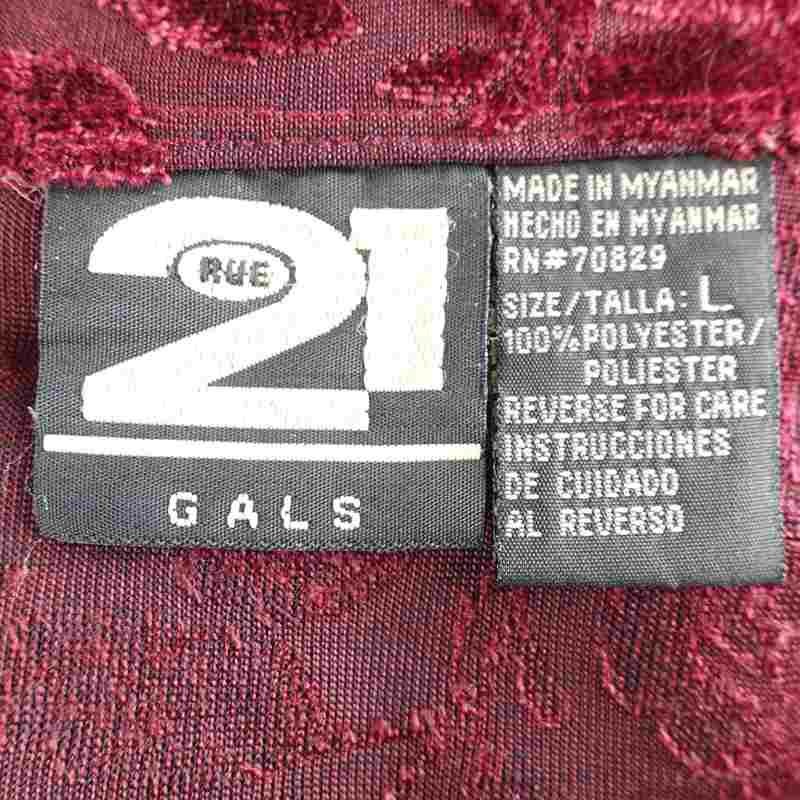 RUE
21
GALS
MADE IN MYANMAR
HECHO EN MYANMAR
RN#70829
SIZE/TALLA: L
100% POLYESTER/
POLIESTER
REVERSE FOR CARE
INSTRUCCIONES
DE CUIDADO
AL REVERSO